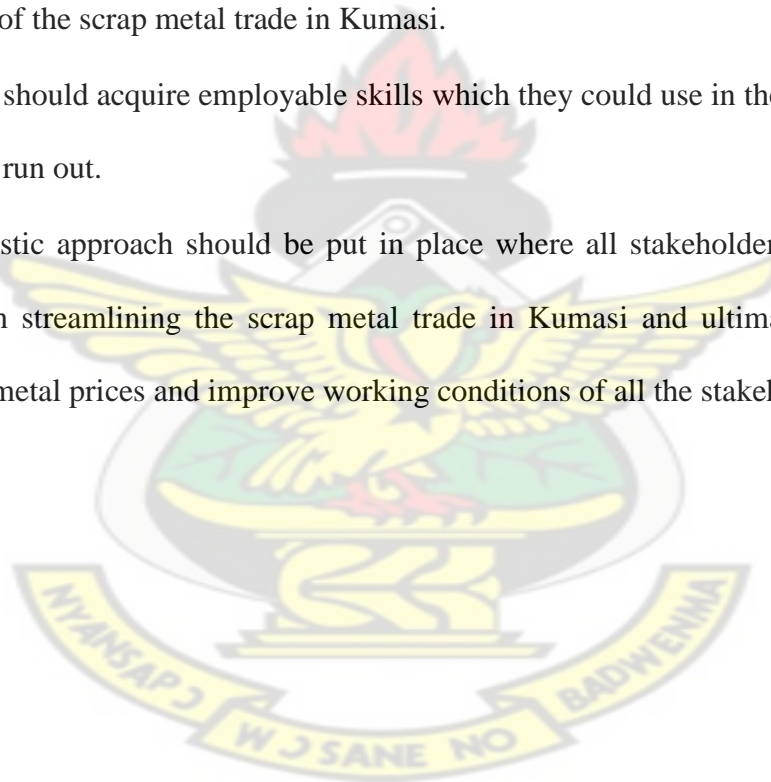 of the scrap metal trade in Kumasi.
should acquire employable skills which they could use in the
run out.
stic approach should be put in place where all stakeholder
streamlining the scrap metal trade in Kumasi and ultima
metal prices and improve working conditions of all the stakel
NYANSAPƆ WƆ SANE NO BADWENMA